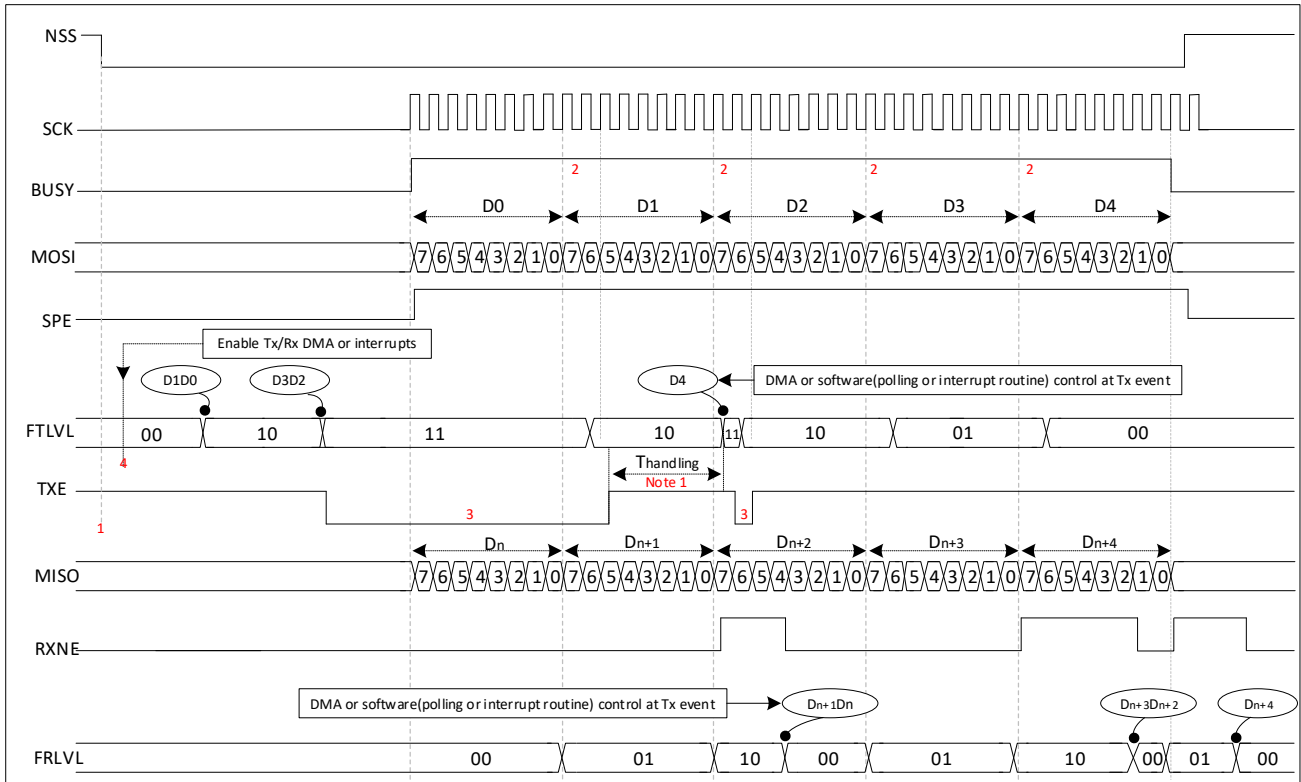 NSS
SCK
BUSY
2 2 2 2
D0 D1 D2 D3 D4
MOSI
7 6 5 4 3 2 1 0 7 6 5 4 3 2 1 0 7 6 5 4 3 2 1 0 7 6 5 4 3 2 1 0 7 6 5 4 3 2 1 0
SPE
Enable Tx/Rx DMA or interrupts
D1D0 D3D2 D4 DMA or software(polling or interrupt routine) control at Tx event
FTLVL 00 10 11 10 11 10 01 00
4
Thandling
Note 1
TXE
3 3
1
Dn Dn+1 Dn+2 Dn+3 Dn+4
MISO
7 6 5 4 3 2 1 0 7 6 5 4 3 2 1 0 7 6 5 4 3 2 1 0 7 6 5 4 3 2 1 0 7 6 5 4 3 2 1 0
RXNE
DMA or software(polling or interrupt routine) control at Tx event Dn+1Dn Dn+3Dn+2 Dn+4
FRLVL 00 01 10 00 01 10 00 01 00